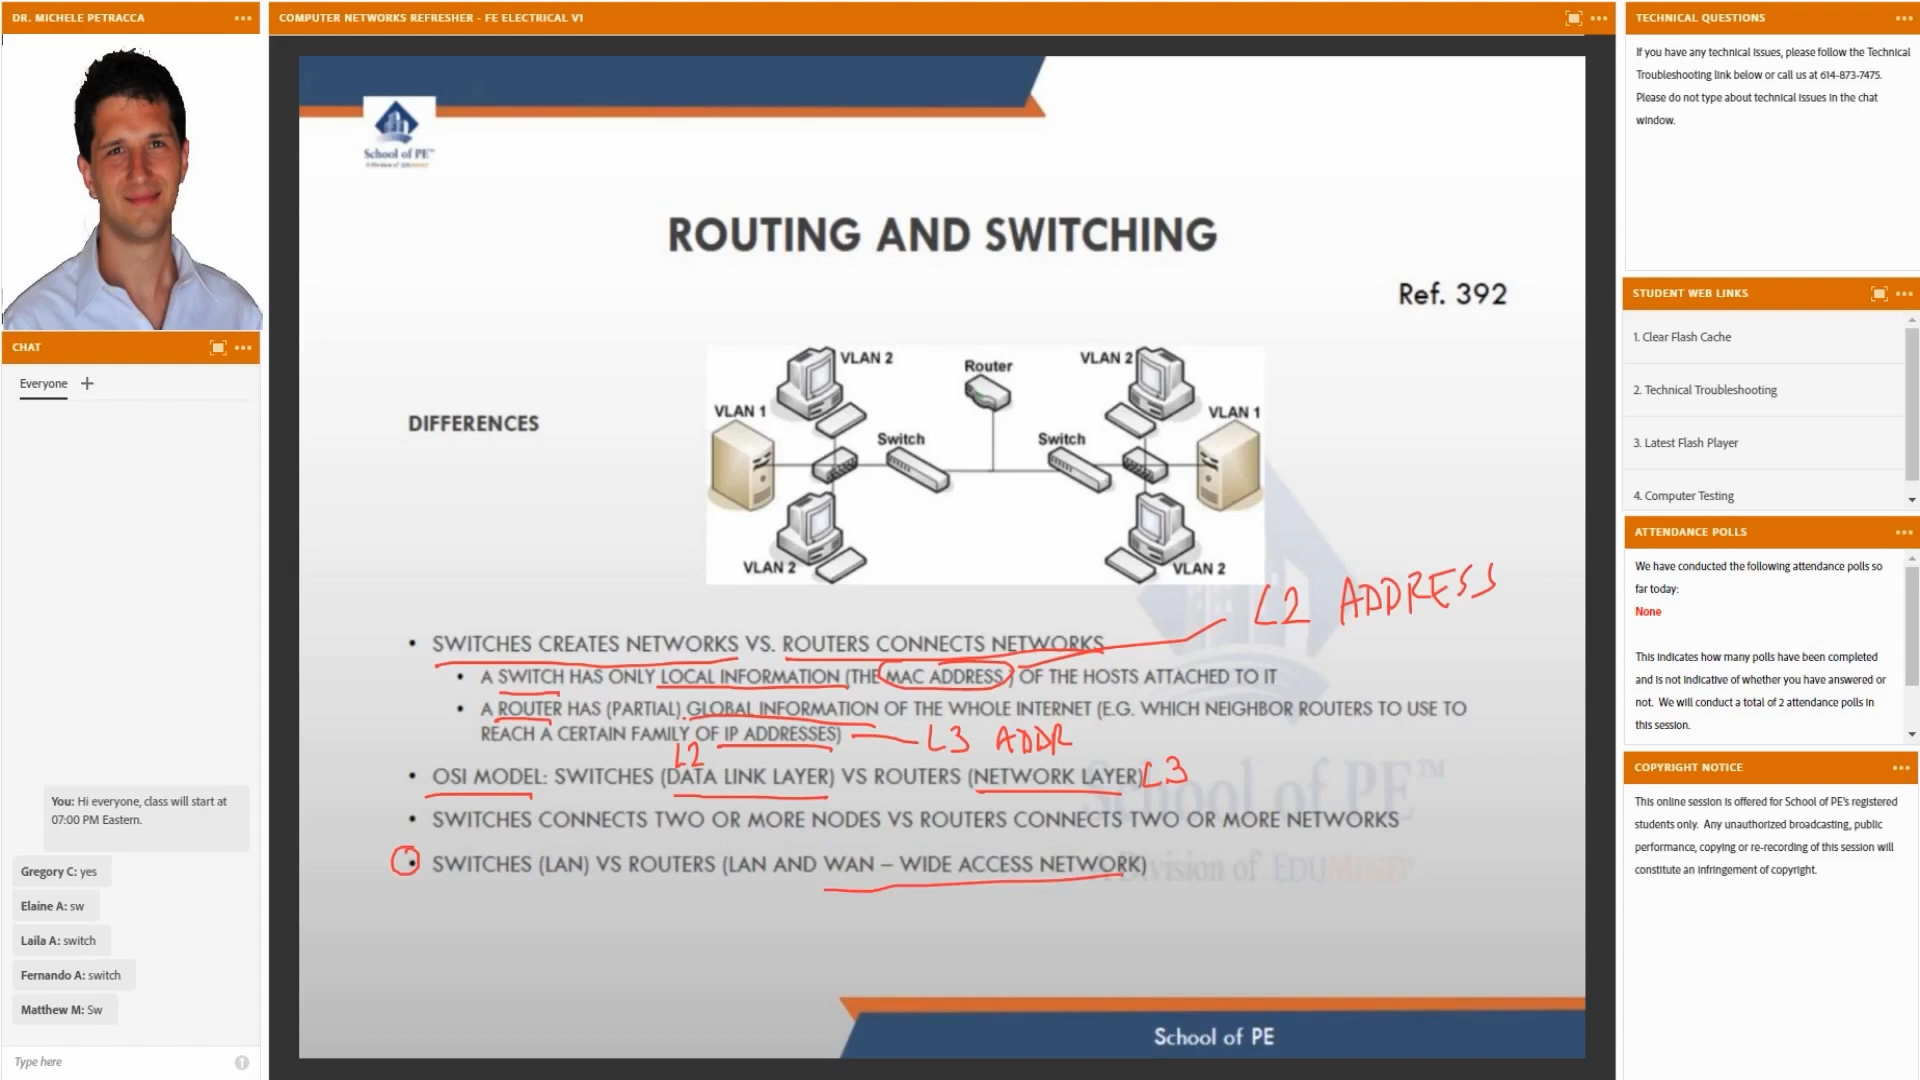 DR. MICHELE PETRACCA
CHAT
Everyone
You: Hi everyone, class will start at
07:00 PM Eastern.
Gregory C: yes
Elaine A: sw
Laila A: switch
Fernando A: switch
Matthew M: Sw
Type here
COMPUTER NETWORKS REFRESHER - FE ELECTRICAL V1
School of PE™
ROUTING AND SWITCHING
Ref. 392
DIFFERENCES
VLAN 2
Router
VLAN 2
VLAN 1
VLAN 1
Switch
Switch
VLAN 2
VLAN 2
L2 ADDRESS
• SWITCHES CREATES NETWORKS VS. ROUTERS CONNECTS NETWORKS
• A SWITCH HAS ONLY LOCAL INFORMATION (THE MAC ADDRESS) OF THE HOSTS ATTACHED TO IT
• A ROUTER HAS (PARTIAL) GLOBAL INFORMATION OF THE WHOLE INTERNET (E.G. WHICH NEIGHBOR ROUTERS TO USE TO
REACH A CERTAIN FAMILY OF IP ADDRESSES) L3 ADDR
L2
• OSI MODEL: SWITCHES (DATA LINK LAYER) VS ROUTERS (NETWORK LAYER) L3
• SWITCHES CONNECTS TWO OR MORE NODES VS ROUTERS CONNECTS TWO OR MORE NETWORKS
• SWITCHES (LAN) VS ROUTERS (LAN AND WAN – WIDE ACCESS NETWORK)
School of PE™
A Division of EDUMIND
School of PE
TECHNICAL QUESTIONS
If you have any technical issues, please follow the Technical
Troubleshooting link below or call us at 614-873-7475.
Please do not type about technical issues in the chat
window.
STUDENT WEB LINKS
1. Clear Flash Cache
2. Technical Troubleshooting
3. Latest Flash Player
4. Computer Testing
ATTENDANCE POLLS
We have conducted the following attendance polls so
far today:
None
This indicates how many polls have been completed
and is not indicative of whether you have answered or
not. We will conduct a total of 2 attendance polls in
this session.
COPYRIGHT NOTICE
This online session is offered for School of PE's registered
students only. Any unauthorized broadcasting, public
performance, copying or re-recording of this session will
constitute an infringement of copyright.